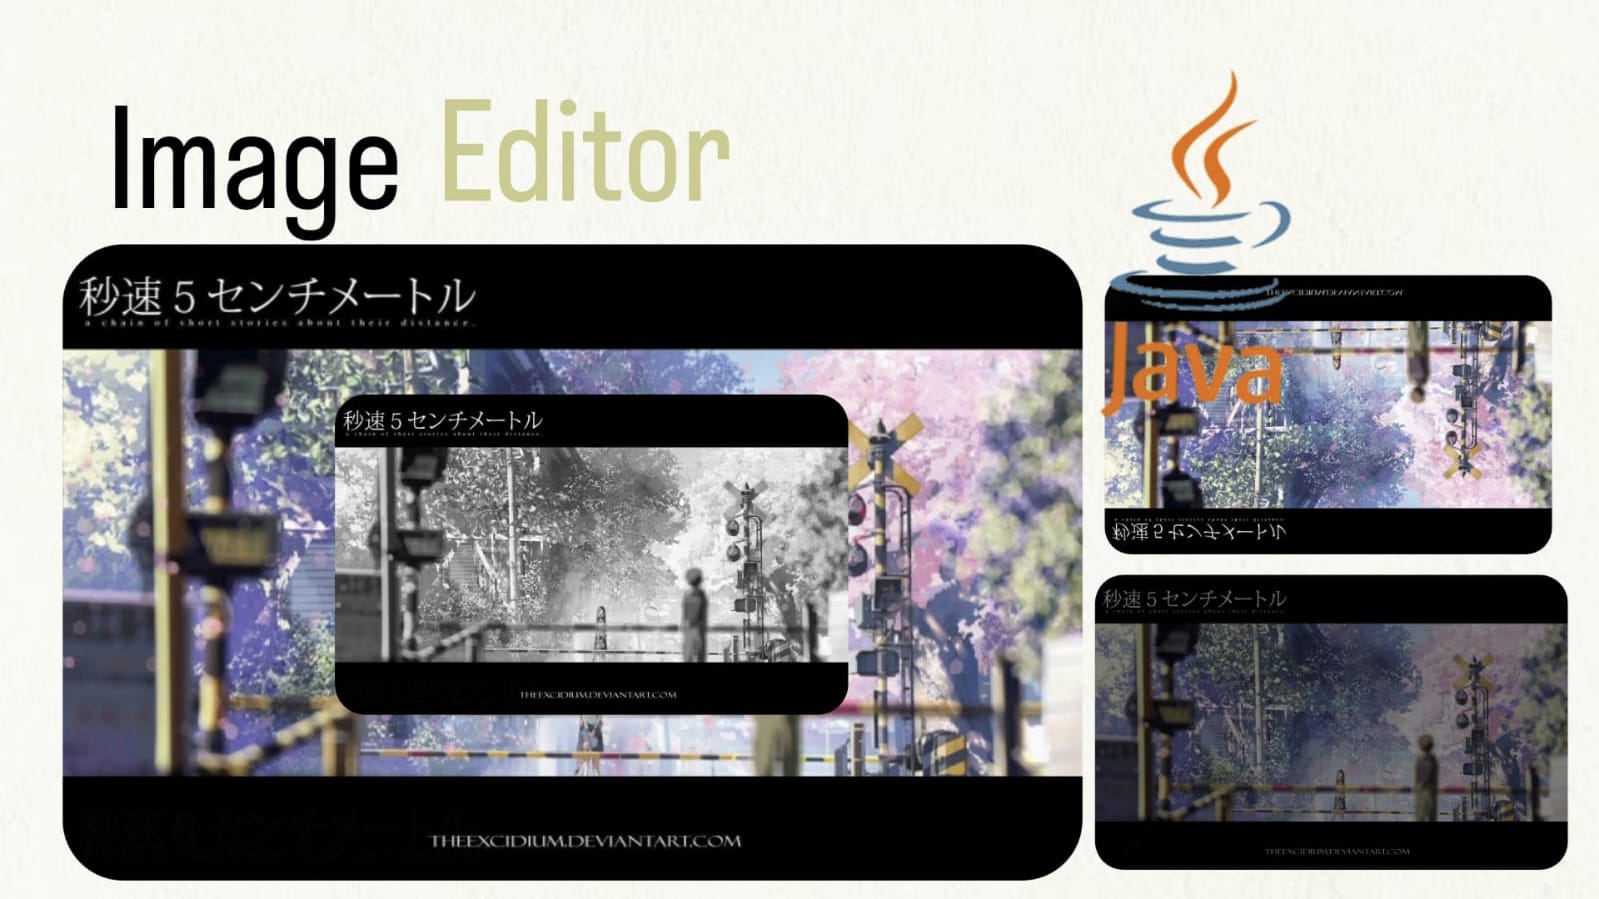 Image Editor
秒速5センチメートル
a chain of short stories about their distance.
秒速5センチメートル
a chain of short stories about their distance.
THEEXCIDIUM.DEVIANTART.COM
THEEXCIDIUM.DEVIANTART.COM
THEEXCIDIUM.DEVIANTART.COM
Java
a chain of short stories about their distance.
秒速5センチメートル
秒速5センチメートル
a chain of short stories about their distance.
THEEXCIDIUM.DEVIANTART.COM